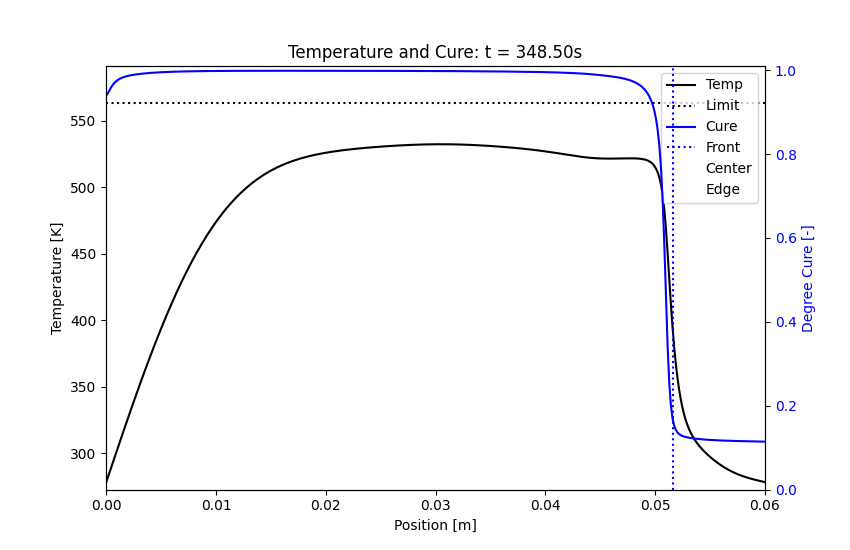 Temperature and Cure: t = 348.50s
Temperature [K]
550
500
450
400
350
300
Temp
Limit
Cure
Front
Center
Edge
1.0
0.8
0.6
0.4
0.2
0.0
Degree Cure [-]
0.00
0.01
0.02
0.03
0.04
0.05
0.06
Position [m]